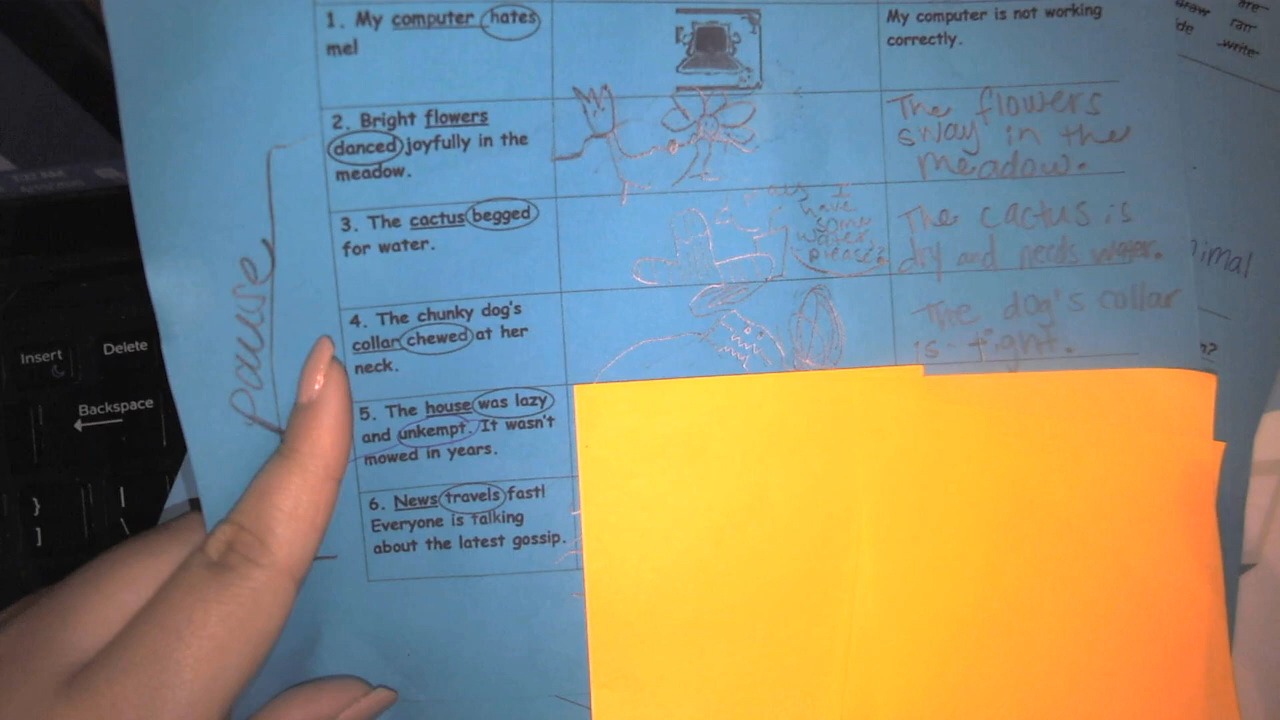 1. My computer hates
me!
My computer is not working
correctly.
2. Bright flowers
danced joyfully in the
meadow.
The flowers
sway in the
meadow.
3. The cactus begged
for water.
may I
have
some
water,
please?
The cactus is
dry and needs water.
4. The chunky dog's
collar chewed at her
neck.
The dog's collar
is tight.
5. The house was lazy
and unkempt. It wasn't
mowed in years.
6. News travels fast!
Everyone is talking
about the latest gossip.
pause
Insert
Delete
Backspace
}
]
|
\
are
ran
write